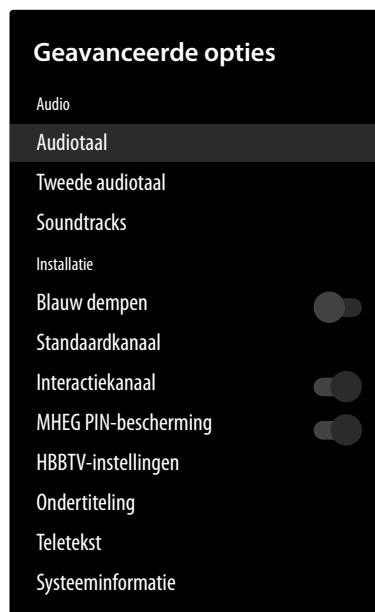 Geavanceerde opties
Audio
Audiotaal
Tweede audiotaal
Soundtracks
Installatie
Blauw dempen
Standaardkanaal
Interactiekanaal
MHEG PIN-bescherming
HBBTV-instellingen
Ondertiteling
Teletekst
Systeeminformatie